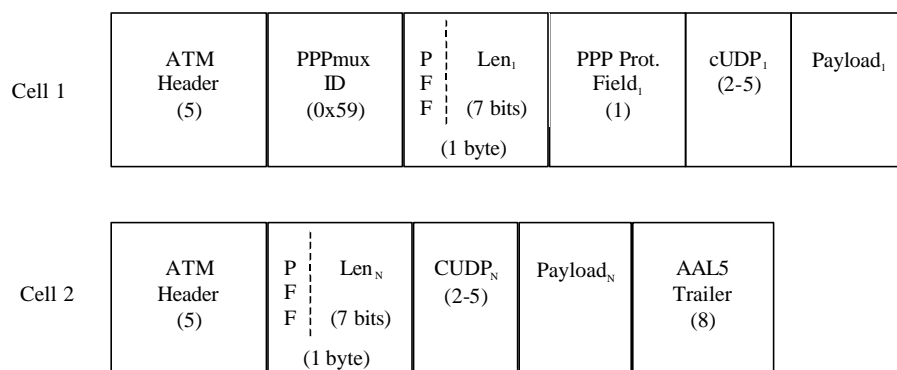 Cell 1
ATM Header (5)
PPPmux ID (0x59)
PFF
Len1
(7 bits)
(1 byte)
PPP Prot. Field1 (1)
cUDP1 (2-5)
Payload1
Cell 2
ATM Header (5)
PFF
LenN
(7 bits)
(1 byte)
CUDPN (2-5)
PayloadN
AAL5 Trailer (8)